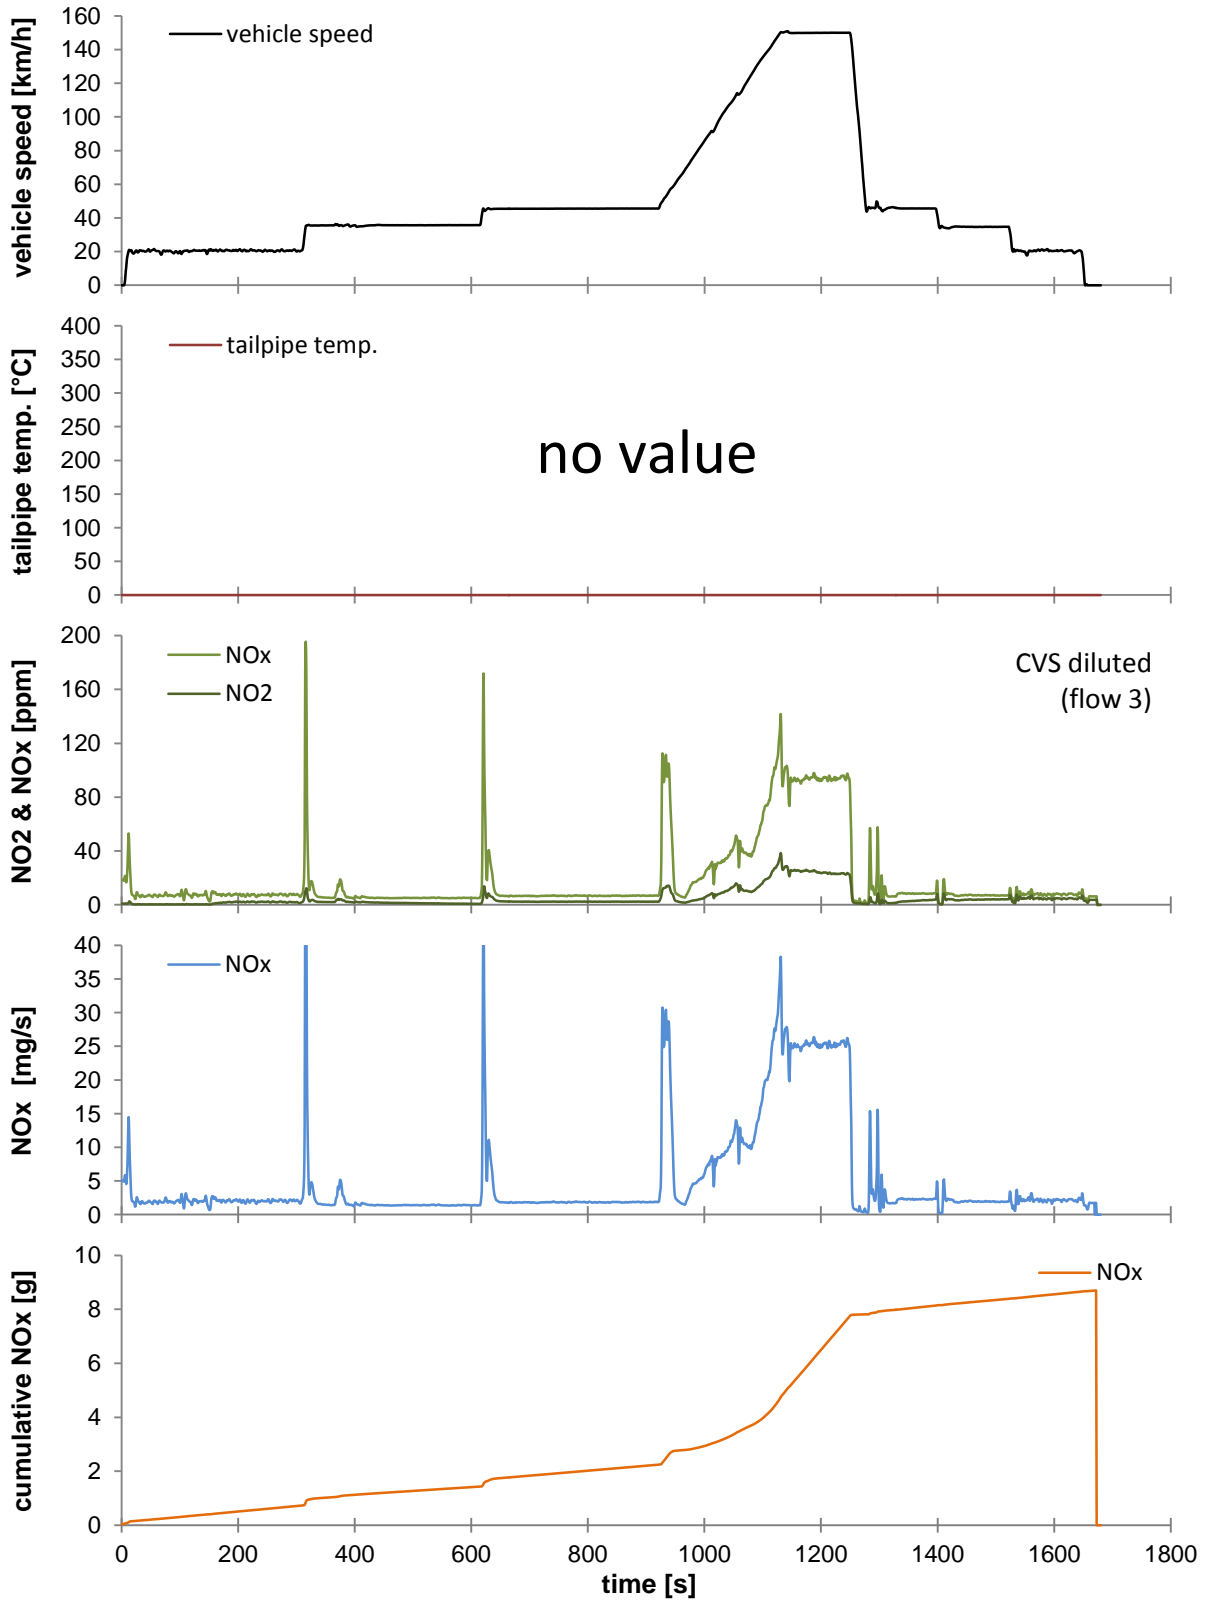 vehicle speed [km/h]
160
140
120
100
80
60
40
20
0
vehicle speed
tailpipe temp. [°C]
400
350
300
250
200
150
100
50
0
tailpipe temp.
no value
NO2 & NOx [ppm]
200
160
120
80
40
0
NOx
NO2
CVS diluted
(flow 3)
NOx [mg/s]
40
35
30
25
20
15
10
5
0
NOx
cumulative NOx [g]
10
8
6
4
2
0
NOx
0 200 400 600 800 1000 1200 1400 1600 1800
time [s]